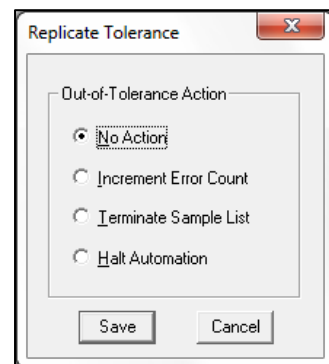 Replicate Tolerance
Out-of-Tolerance Action
No Action
Increment Error Count
Terminate Sample List
Halt Automation
Save Cancel